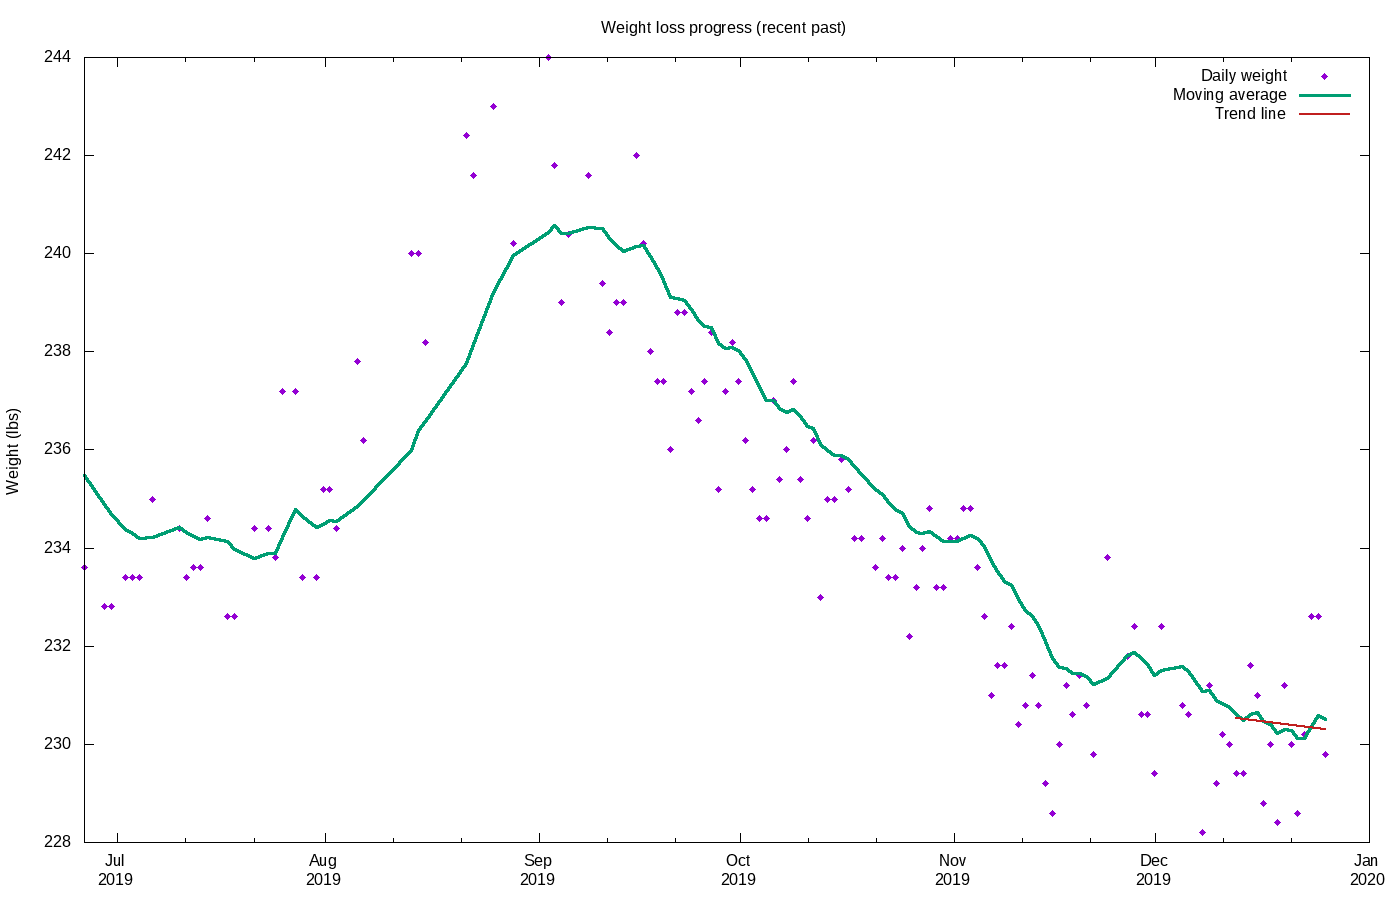 Weight loss progress (recent past)
Daily weight
Moving average
Trend line
244
242
240
238
236
234
232
230
228
Weight (lbs)
Jul Aug Sep Oct Nov Dec Jan
2019 2019 2019 2019 2019 2019 2020